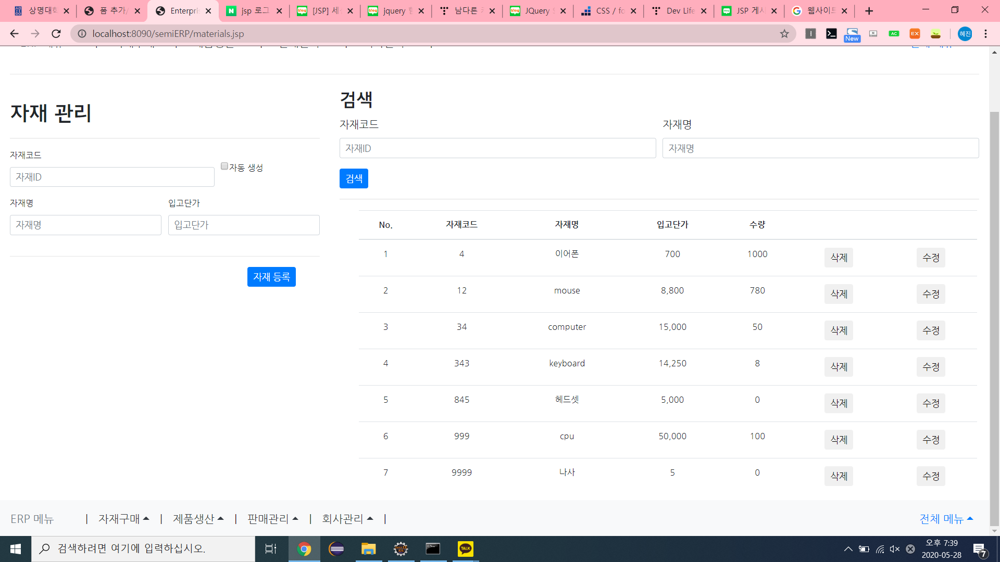 상명대학
폼 추가/
Enterpri
jsp 로그
[JSP] 세
jquery 힘
남다른
JQuery
CSS / fo
Dev Life
JSP 게시
웹사이트
localhost:8090/semiERP/materials.jsp
New
AC
EX
혜진
자재 관리
자재코드
자재ID
자동 생성
자재명 입고단가
자재명 입고단가
자재 등록
검색
자재코드 자재명
자재ID 자재명
검색
No. 자재코드 자재명 입고단가 수량
1 4 이어폰 700 1000 삭제 수정
2 12 mouse 8,800 780 삭제 수정
3 34 computer 15,000 50 삭제 수정
4 343 keyboard 14,250 8 삭제 수정
5 845 헤드셋 5,000 0 삭제 수정
6 999 cpu 50,000 100 삭제 수정
7 9999 나사 5 0 삭제 수정
ERP 메뉴 | 자재구매 | 제품생산 | 판매관리 | 회사관리 | 전체 메뉴
검색하려면 여기에 입력하십시오.
TALK
오후 7:39
2020-05-28
7